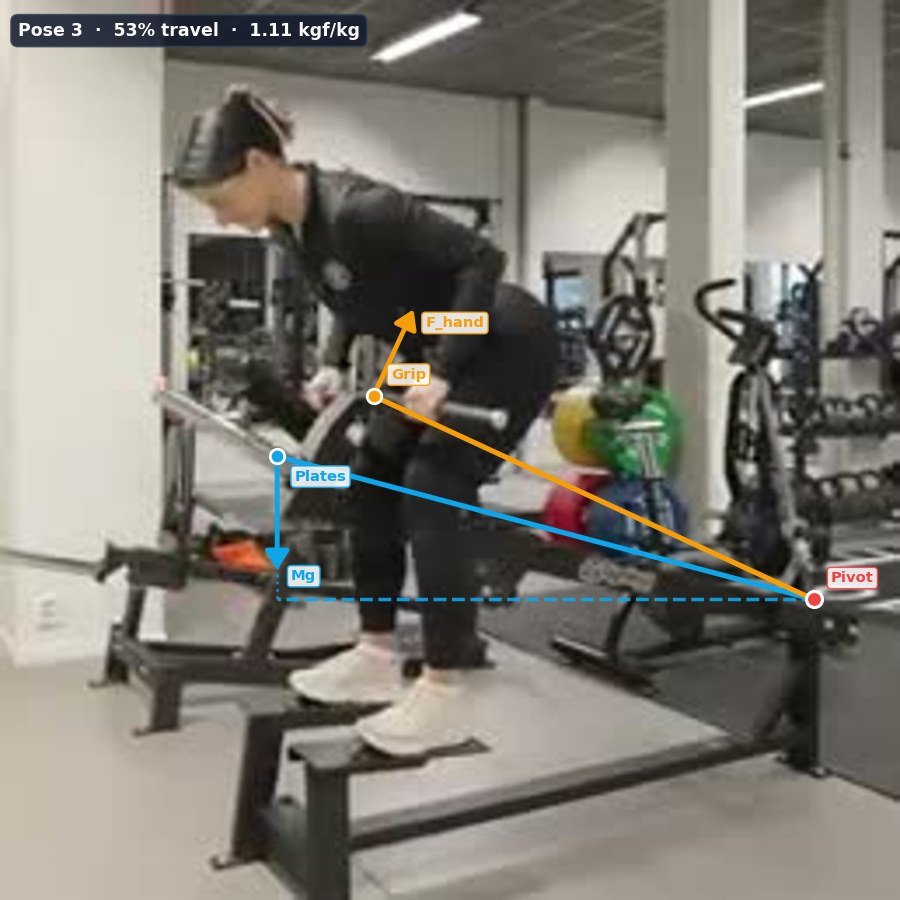 Pose 3 · 53% travel · 1.11 kgf/kg
F_hand
Grip
Plates
Mg
Pivot